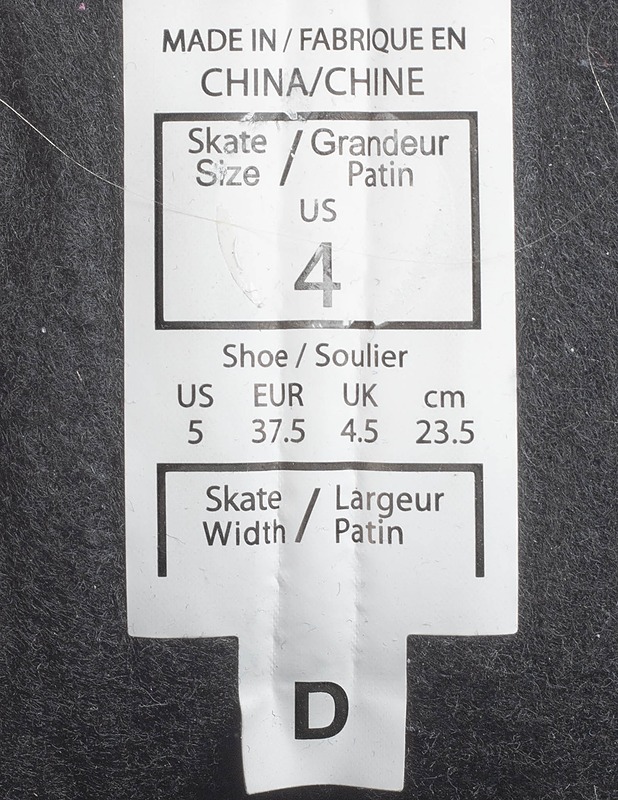 MADE IN / FABRIQUE EN
CHINA/CHINE
Skate Size / Grandeur Patin
US
4
Shoe / Soulier
US EUR UK cm
5 37.5 4.5 23.5
Skate Width / Largeur Patin
D